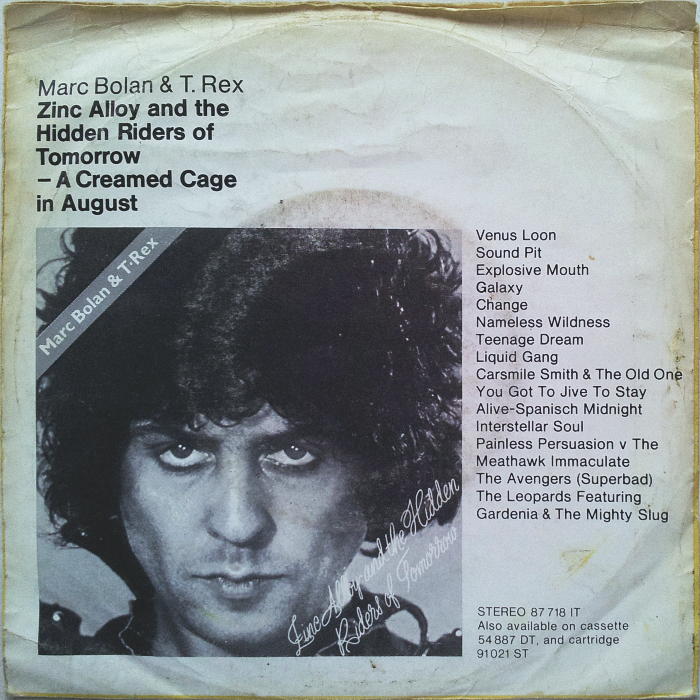 Marc Bolan & T. Rex
Zinc Alloy and the
Hidden Riders of
Tomorrow
– A Creamed Cage
in August
Marc Bolan & T·Rex
Zinc Alloy and the Hidden
Riders of Tomorrow
Venus Loon
Sound Pit
Explosive Mouth
Galaxy
Change
Nameless Wildness
Teenage Dream
Liquid Gang
Carsmile Smith & The Old One
You Got To Jive To Stay
Alive-Spanisch Midnight
Interstellar Soul
Painless Persuasion v The
Meathawk Immaculate
The Avengers (Superbad)
The Leopards Featuring
Gardenia & The Mighty Slug
STEREO 87 718 IT
Also available on cassette
54 887 DT, and cartridge
91021 ST